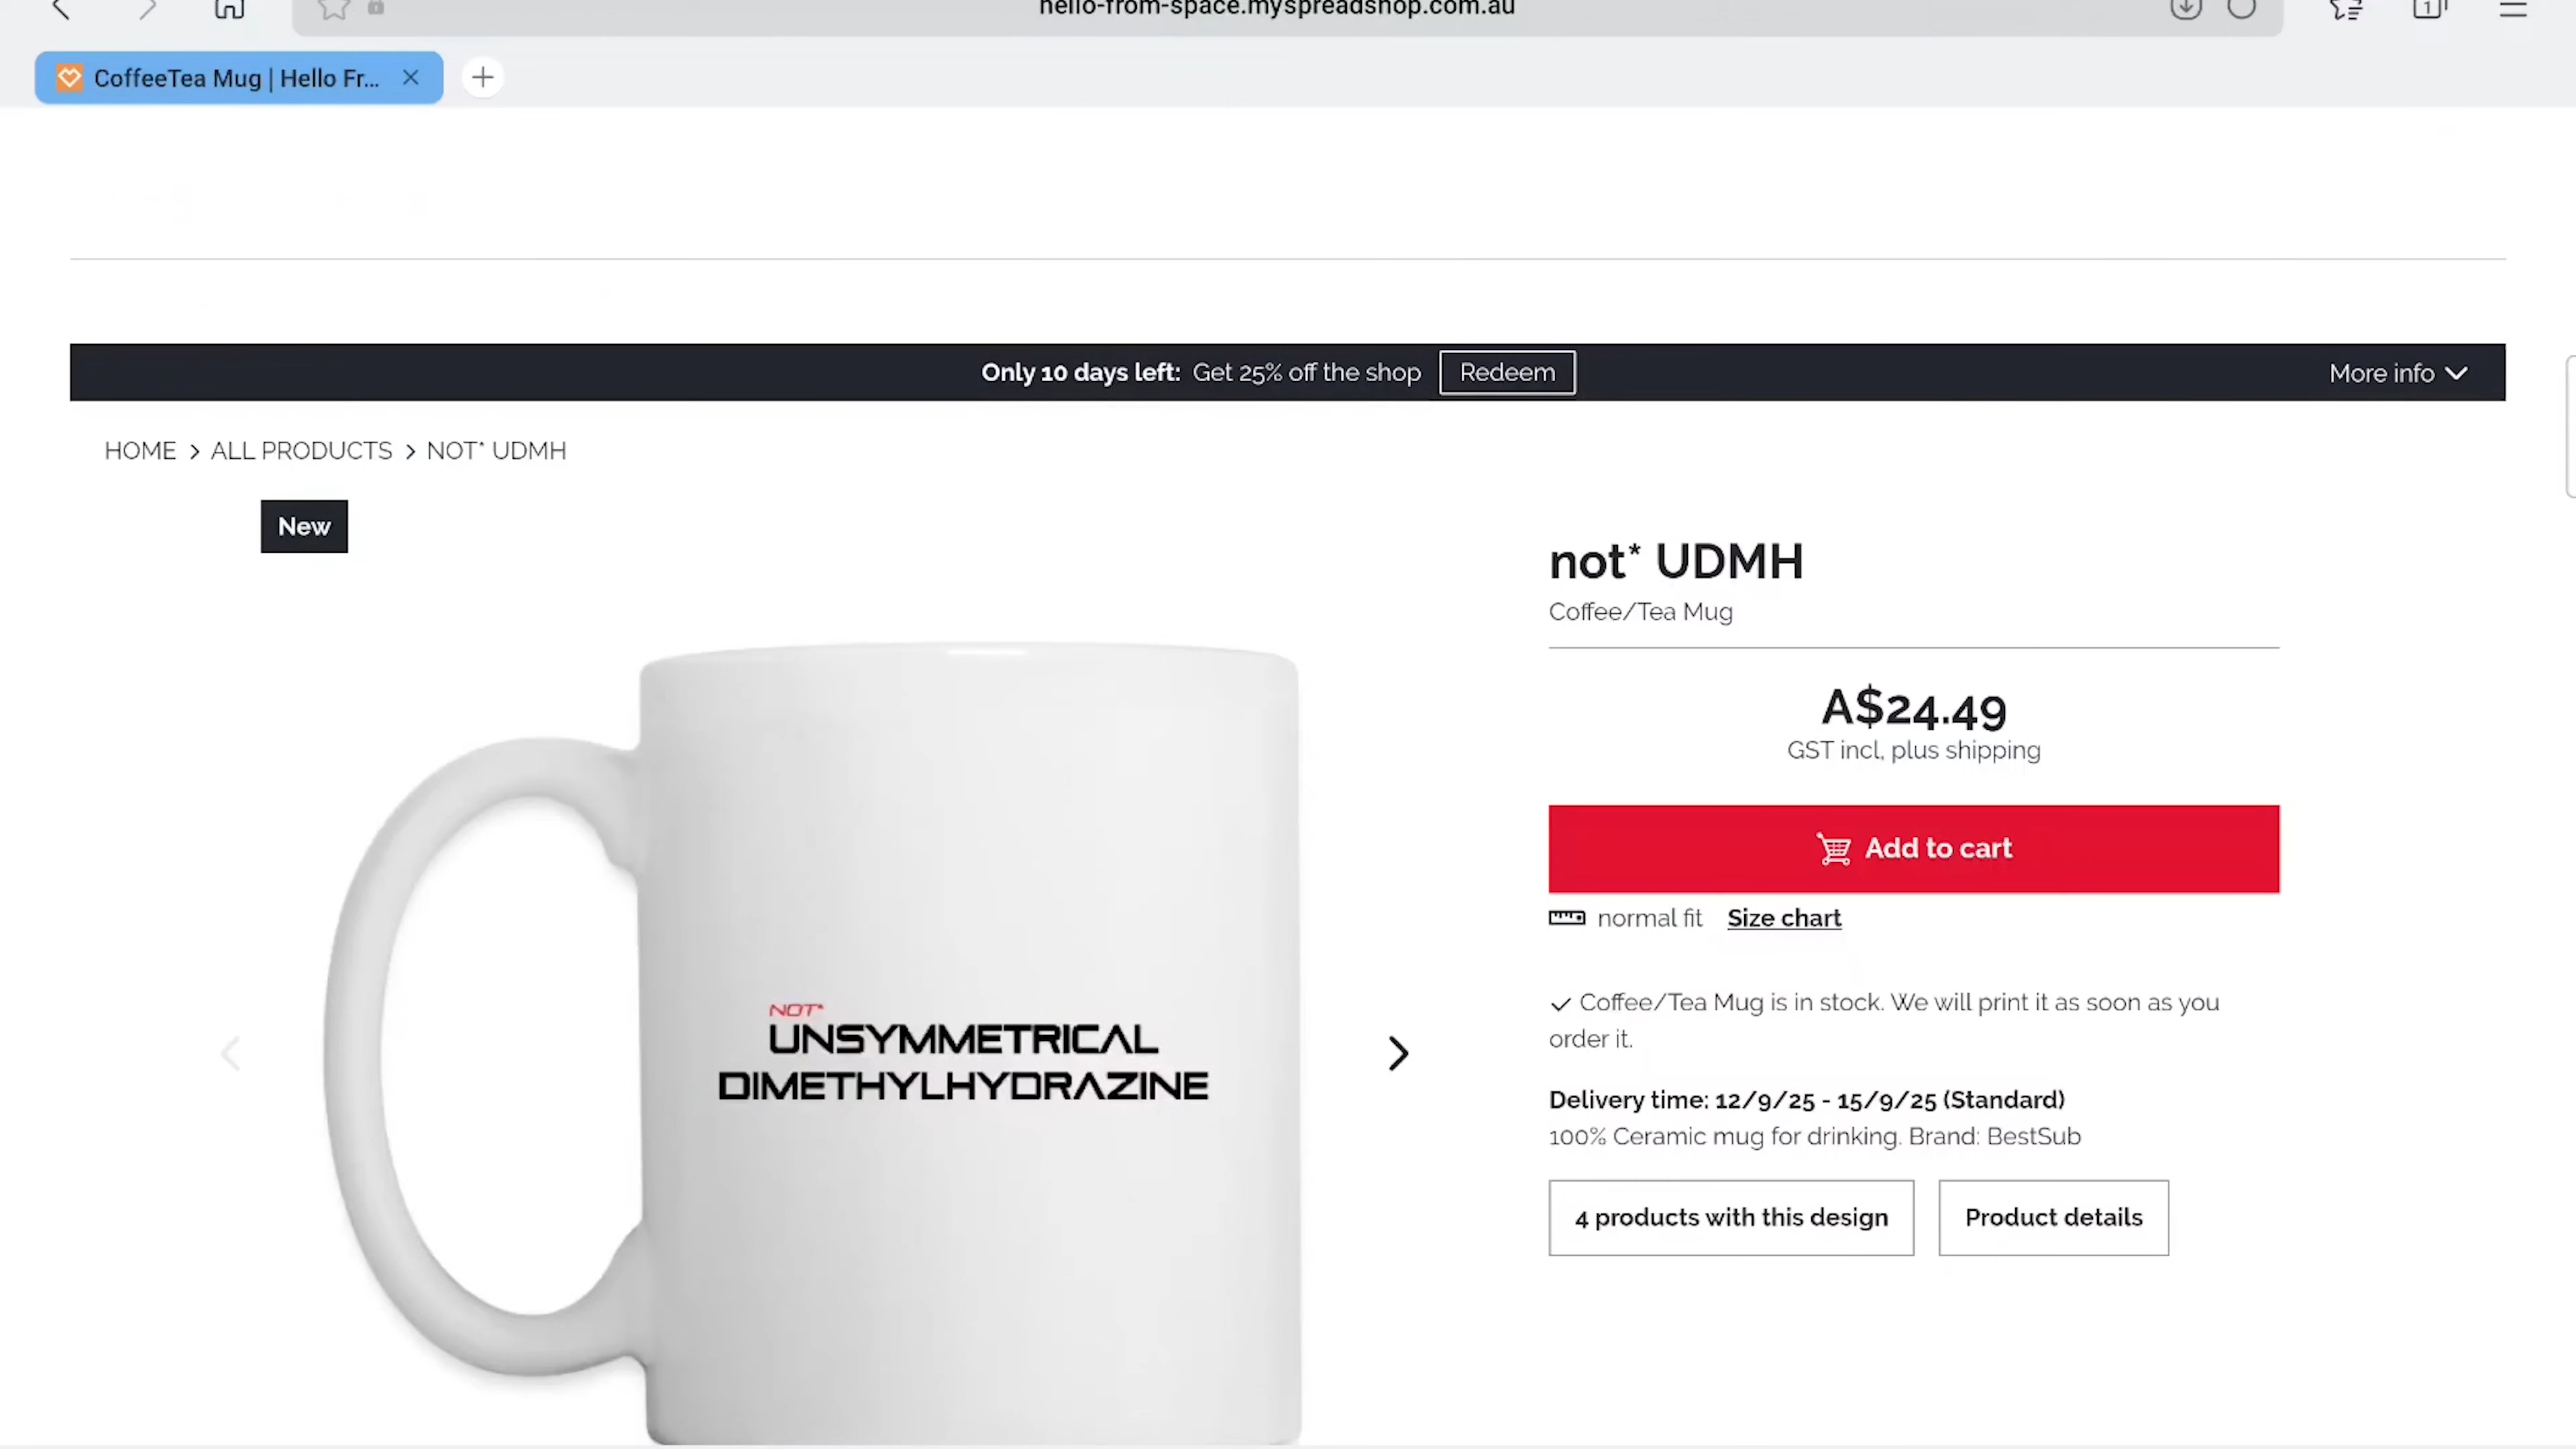 hello-from-space.myspreadshop.com.au
CoffeeTea Mug | Hello Fr...
Only 10 days left: Get 25% off the shop Redeem More info
HOME > ALL PRODUCTS > NOT* UDMH
New
not* UDMH
Coffee/Tea Mug
A$24.49
GST incl, plus shipping
Add to cart
normal fit Size chart
Coffee/Tea Mug is in stock. We will print it as soon as you
order it.
Delivery time: 12/9/25 - 15/9/25 (Standard)
100% Ceramic mug for drinking. Brand: BestSub
4 products with this design Product details
NOT*
UNSYMMETRICAL
DIMETHYLHYDRAZINE